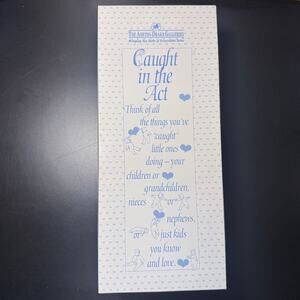 THE ASHTON-DRAKE GALLERIES
Caught
in the
Act
Think of all
the things you've
"caught"
little ones
doing – your
children or
grandchildren,
nieces
or
nephews,
or just kids
you know
and love.